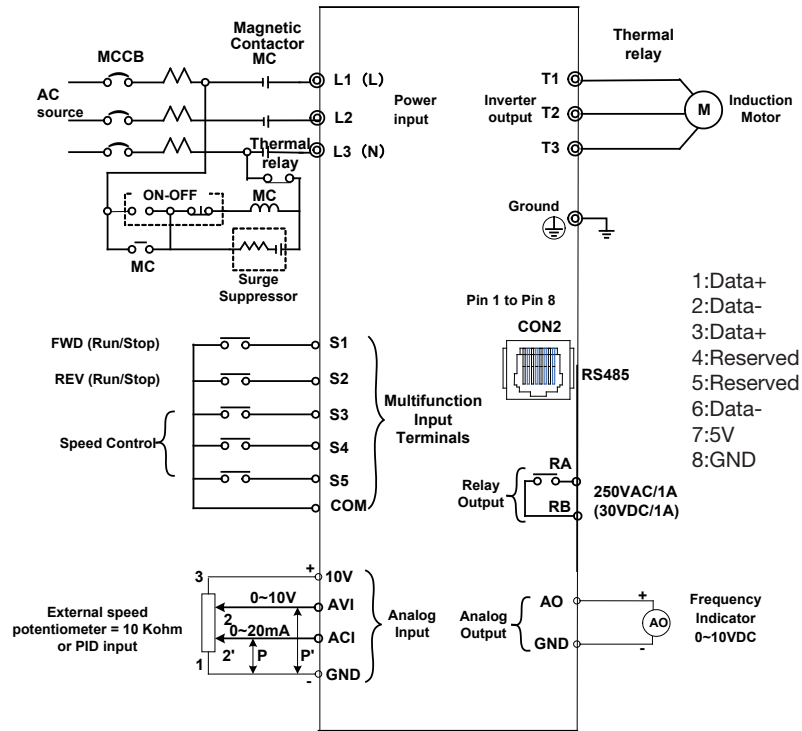 Magnetic
Contactor
MC
MCCB
AC
source
L1 (L)
L2
L3 (N)
Power
input
Thermal
relay
ON-OFF
MC
MC
Surge
Suppressor
Thermal
relay
T1
T2
T3
Inverter
output
M
Induction
Motor
Ground
Pin 1 to Pin 8
CON2
RS485
1:Data+
2:Data-
3:Data+
4:Reserved
5:Reserved
6:Data-
7:5V
8:GND
FWD (Run/Stop)
REV (Run/Stop)
Speed Control
S1
S2
S3
S4
S5
COM
Multifunction
Input
Terminals
Relay
Output
RA
RB
250VAC/1A
(30VDC/1A)
External speed
potentiometer = 10 Kohm
or PID input
3
+
10V
0~10V
AVI
2
0~20mA
ACI
2'
P
P'
1
-
GND
Analog
Input
Analog
Output
AO
+
GND
-
AO
Frequency
Indicator
0~10VDC